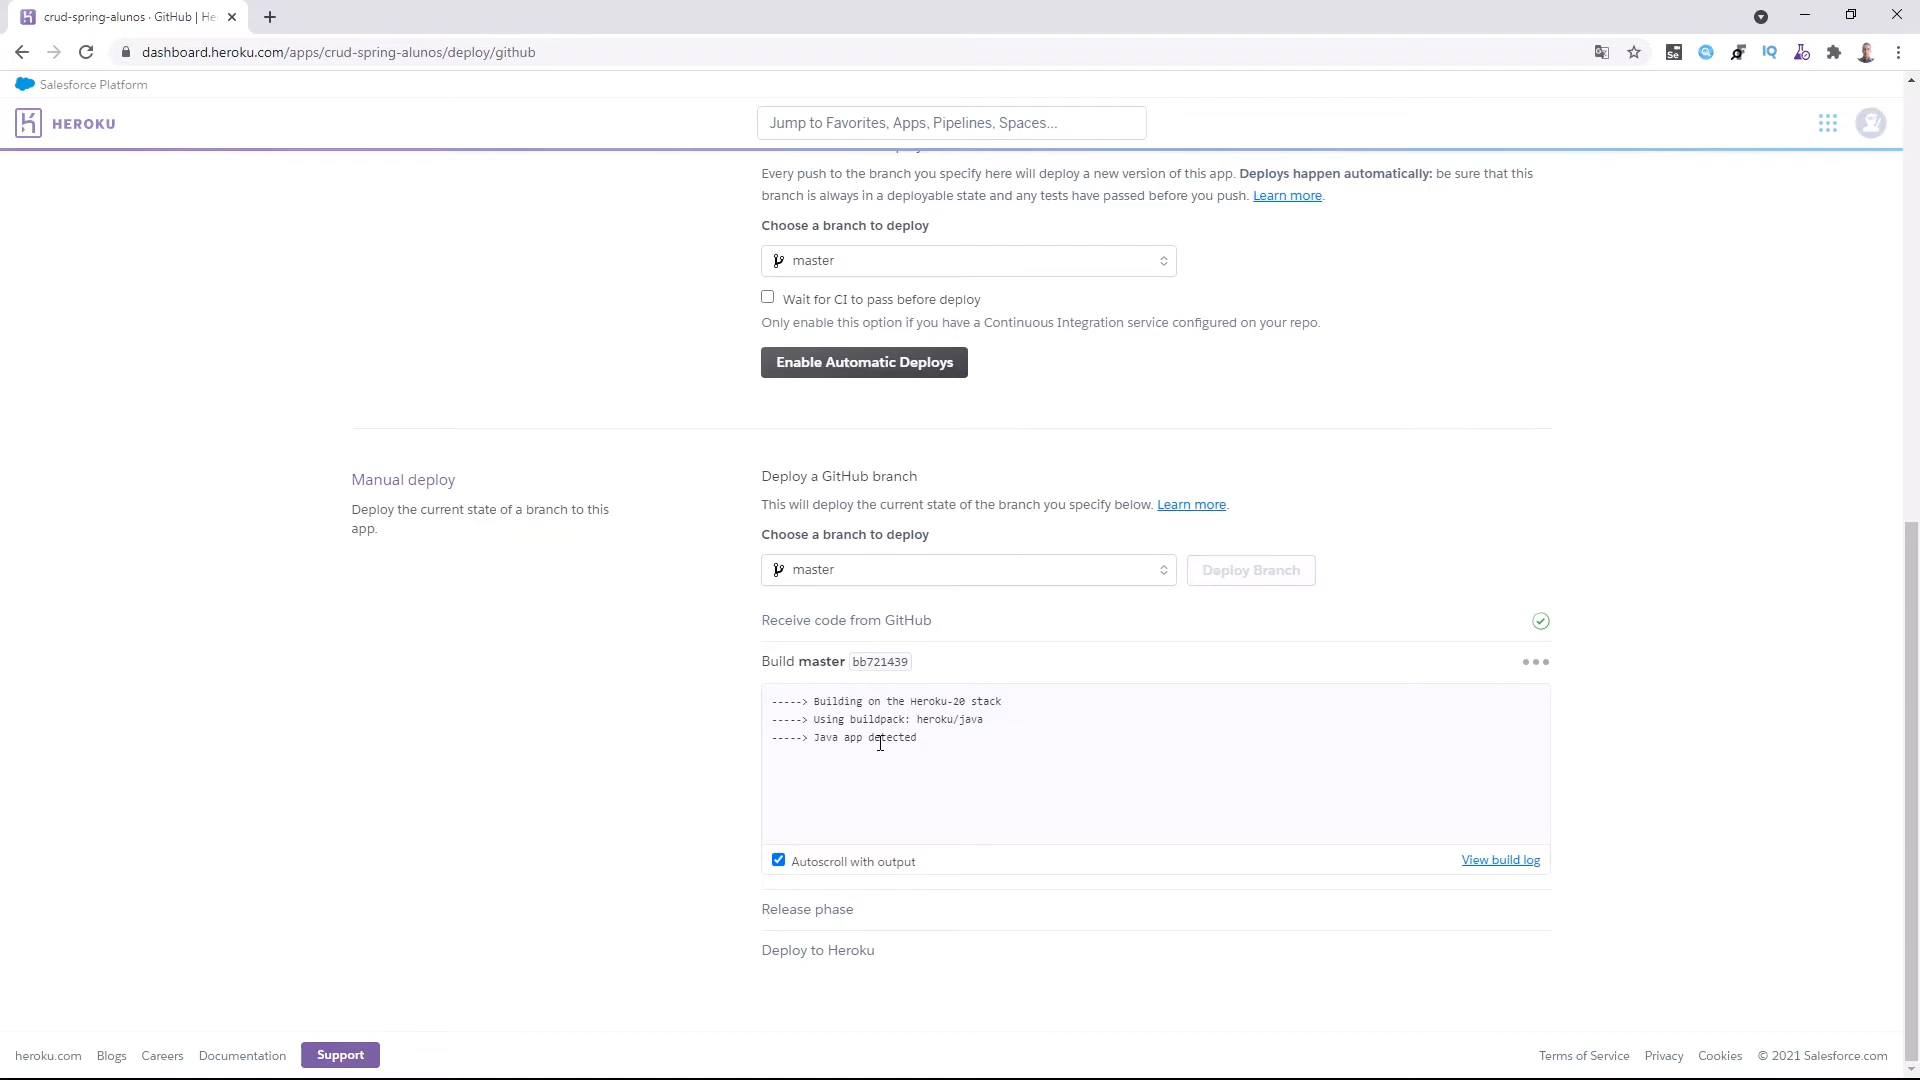 crud-spring-alunos · GitHub | He
dashboard.heroku.com/apps/crud-spring-alunos/deploy/github
Salesforce Platform
HEROKU
Jump to Favorites, Apps, Pipelines, Spaces...
Every push to the branch you specify here will deploy a new version of this app. Deploys happen automatically: be sure that this
branch is always in a deployable state and any tests have passed before you push. Learn more.
Choose a branch to deploy
master
Wait for CI to pass before deploy
Only enable this option if you have a Continuous Integration service configured on your repo.
Enable Automatic Deploys
Manual deploy
Deploy the current state of a branch to this
app.
Deploy a GitHub branch
This will deploy the current state of the branch you specify below. Learn more.
Choose a branch to deploy
master
Deploy Branch
Receive code from GitHub
Build master bb721439
-----> Building on the Heroku-20 stack
-----> Using buildpack: heroku/java
-----> Java app detected
Autoscroll with output
View build log
Release phase
Deploy to Heroku
heroku.com Blogs Careers Documentation Support
Terms of Service Privacy Cookies © 2021 Salesforce.com